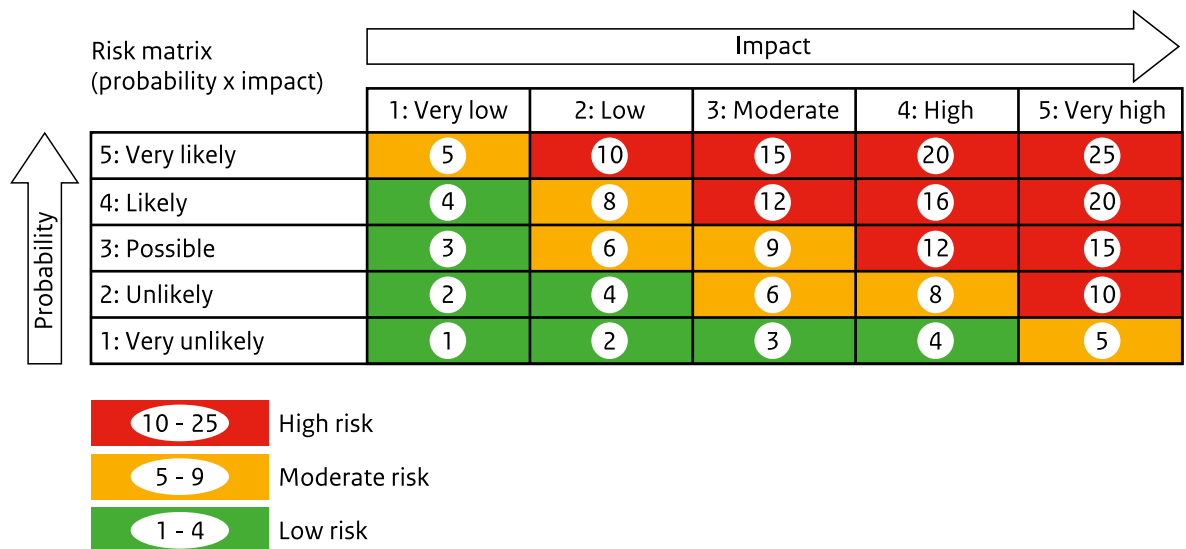 Risk matrix
(probability x impact)
Impact
1: Very low 2: Low 3: Moderate 4: High 5: Very high
Probability
5: Very likely 5 10 15 20 25
4: Likely 4 8 12 16 20
3: Possible 3 6 9 12 15
2: Unlikely 2 4 6 8 10
1: Very unlikely 1 2 3 4 5
10 - 25 High risk
5 - 9 Moderate risk
1 - 4 Low risk